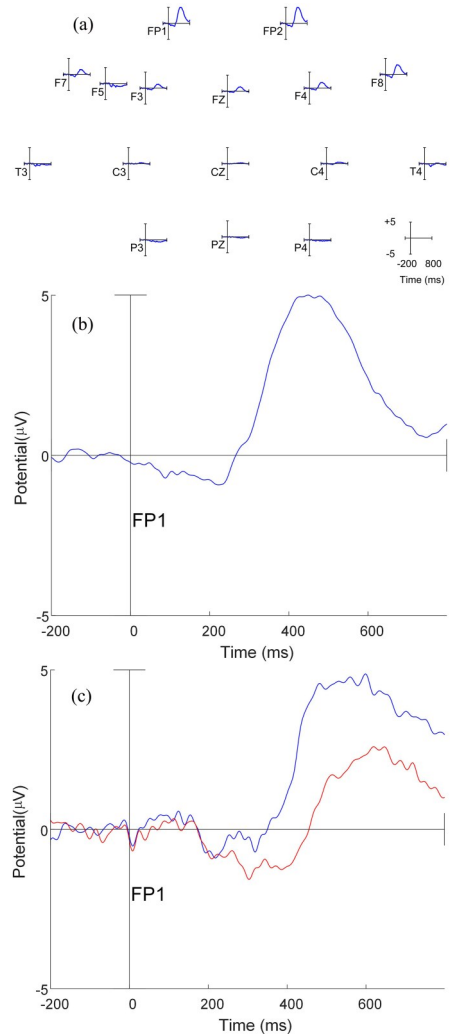 (a)
FP1 FP2
F7 F5 F3 FZ F4 F8
T3 C3 CZ C4 T4
P3 PZ P4
+5
-5
-200 800
Time (ms)
(b)
5
0
-5
Potential(μV)
FP1
-200 0 200 400 600
Time (ms)
(c)
5
0
-5
Potential(μV)
FP1
-200 0 200 400 600
Time (ms)